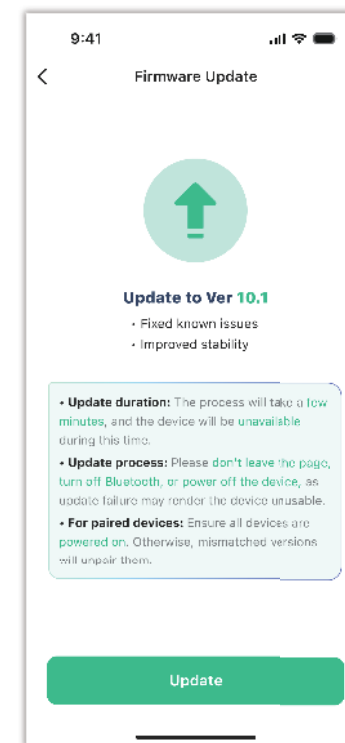 9:41
Firmware Update
Update to Ver 10.1
• Fixed known issues
• Improved stability
• Update duration: The process will take a few
minutes, and the device will be unavailable
during this time.
• Update process: Please don't leave the page,
turn off Bluetooth, or power off the device, as
update failure may render the device unusable.
• For paired devices: Ensure all devices are
powered on. Otherwise, mismatched versions
will unpair them.
Update